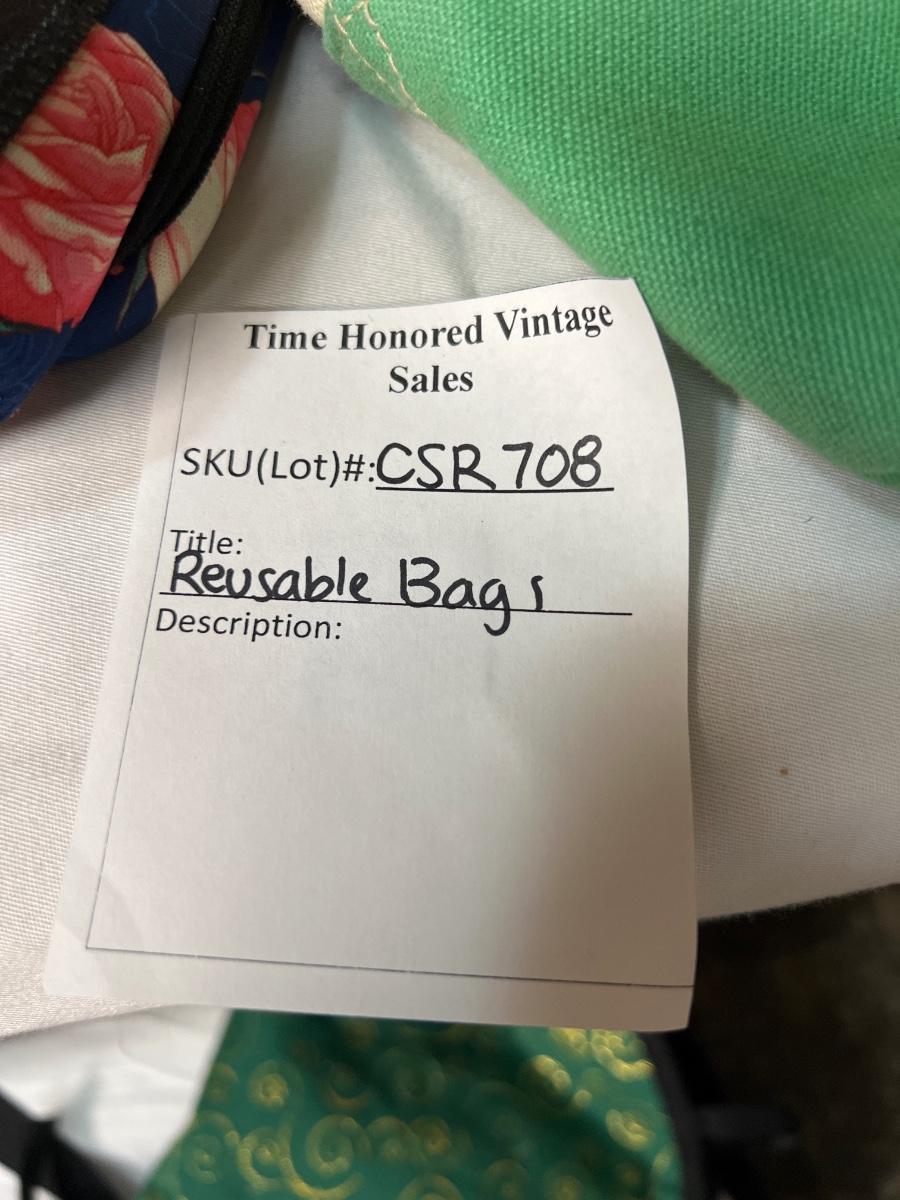 Time Honored Vintage
Sales
SKU(Lot)#:CSR708
Title:
Reusable Bags
Description: